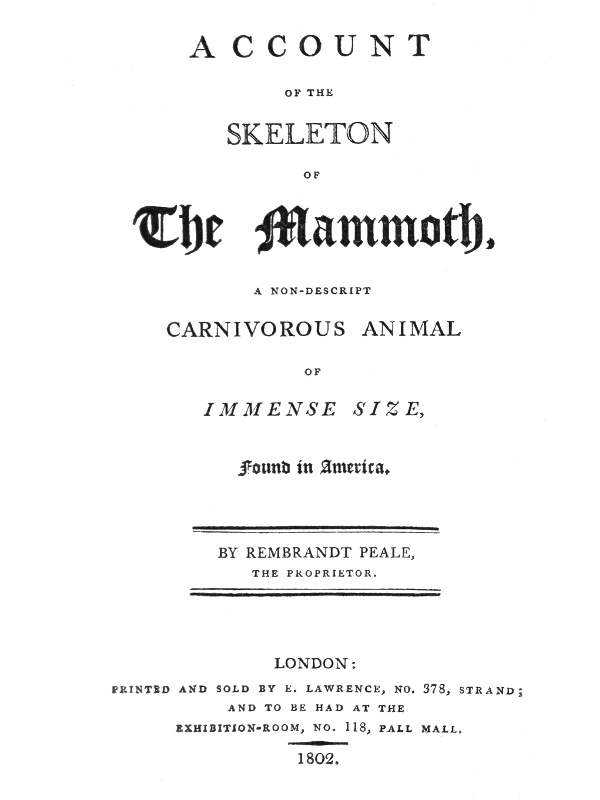 ACCOUNT
OF THE
SKELETON
OF
The Mammoth,
A NON-DESCRIPT
CARNIVOROUS ANIMAL
OF
IMMENSE SIZE,
Found in America.
BY REMBRANDT PEALE,
THE PROPRIETOR.
LONDON:
PRINTED AND SOLD BY E. LAWRENCE, NO. 378, STRAND;
AND TO BE HAD AT THE
EXHIBITION-ROOM, NO. 118, PALL MALL.
1802.